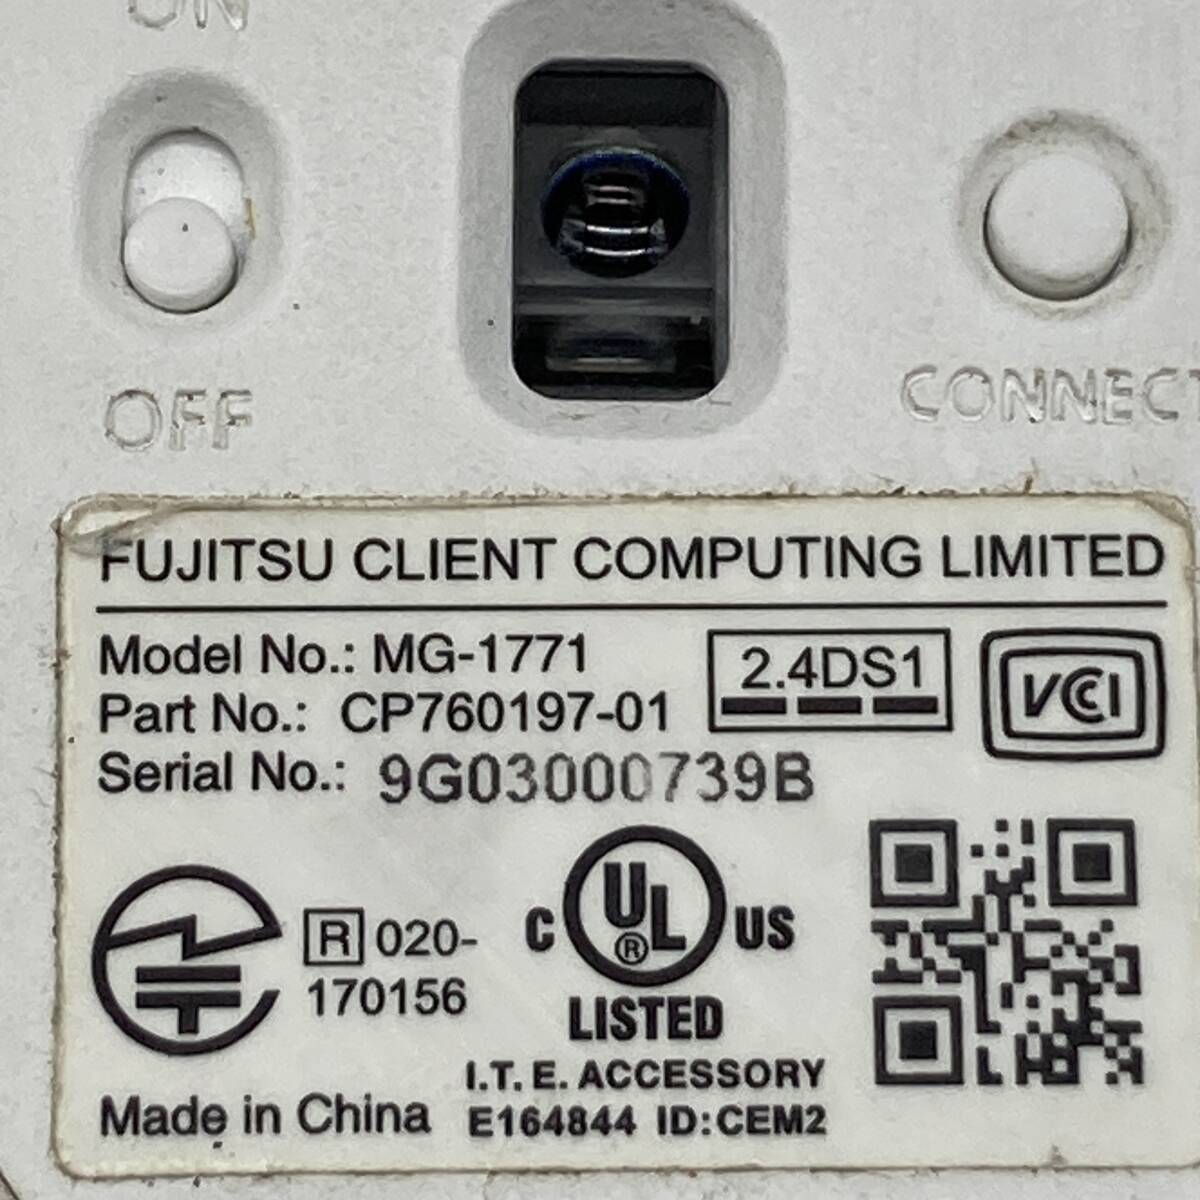 ON
OFF
CONNECT
FUJITSU CLIENT COMPUTING LIMITED
Model No.: MG-1771
Part No.: CP760197-01
Serial No.: 9G03000739B
2.4DS1
VCCI
R 020-
170156
C UL® US
LISTED
I.T.E. ACCESSORY
E164844 ID:CEM2
Made in China